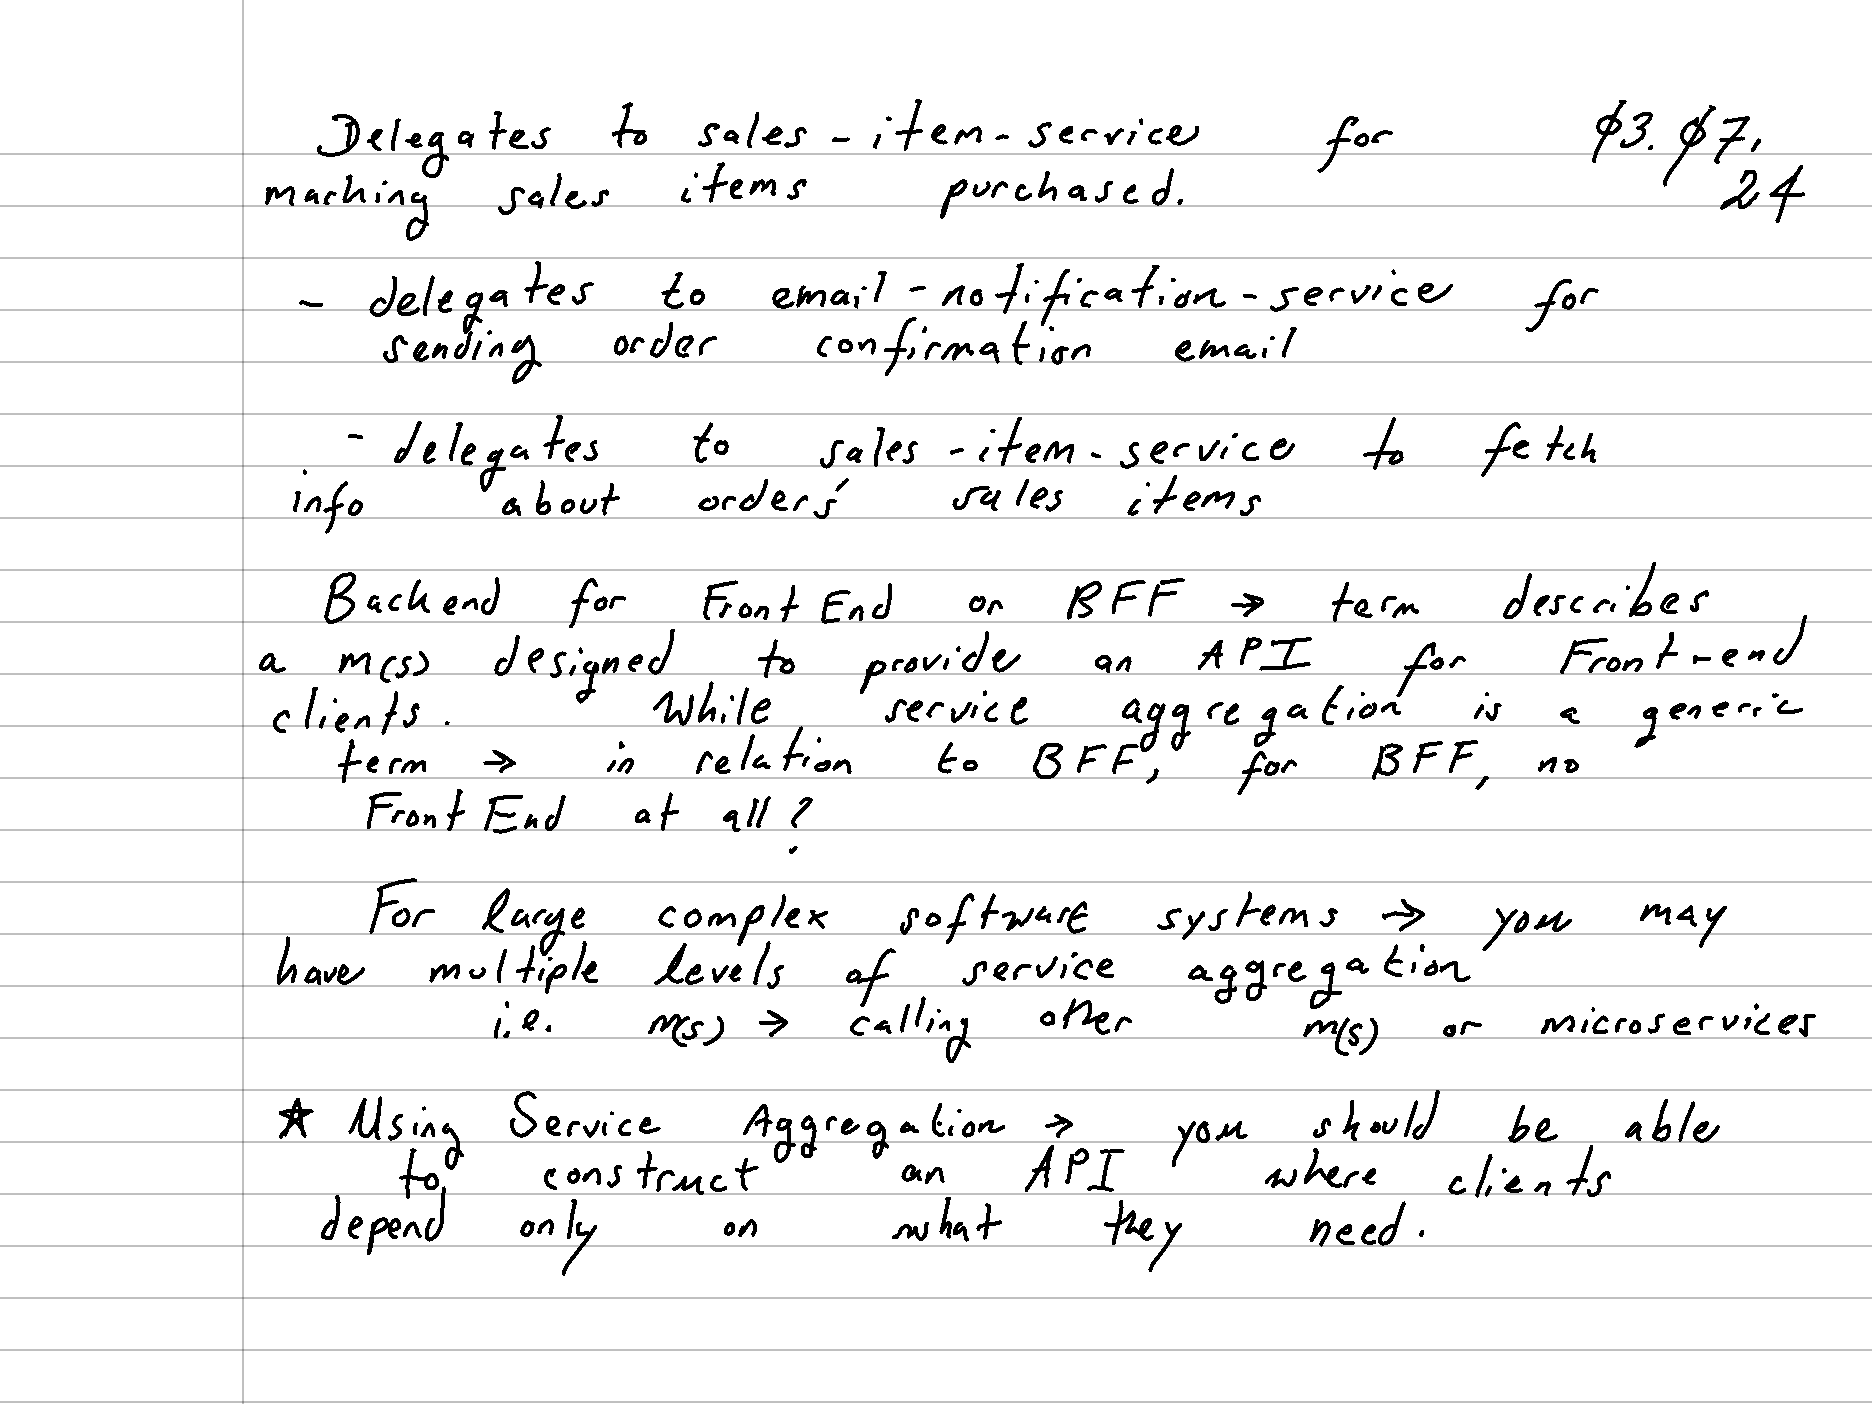 Delegates to sales-item-service for 03.07.
marking sales items purchased. 24
- delegates to email-notification-service for
sending order confirmation email
- delegates to sales-item-service to fetch
info about orders' sales items
Backend for Front End or BFF → term describes
a m(s) designed to provide an API for Front-end
clients. While service aggregation is a generic
term → in relation to BFF, for BFF, no
Front End at all?
For large complex software systems → you may
have multiple levels of service aggregation
i.e. m(s) → calling other m(s) or microservices
★ Using Service Aggregation → you should be able
to construct an API where clients
depend only on what they need.